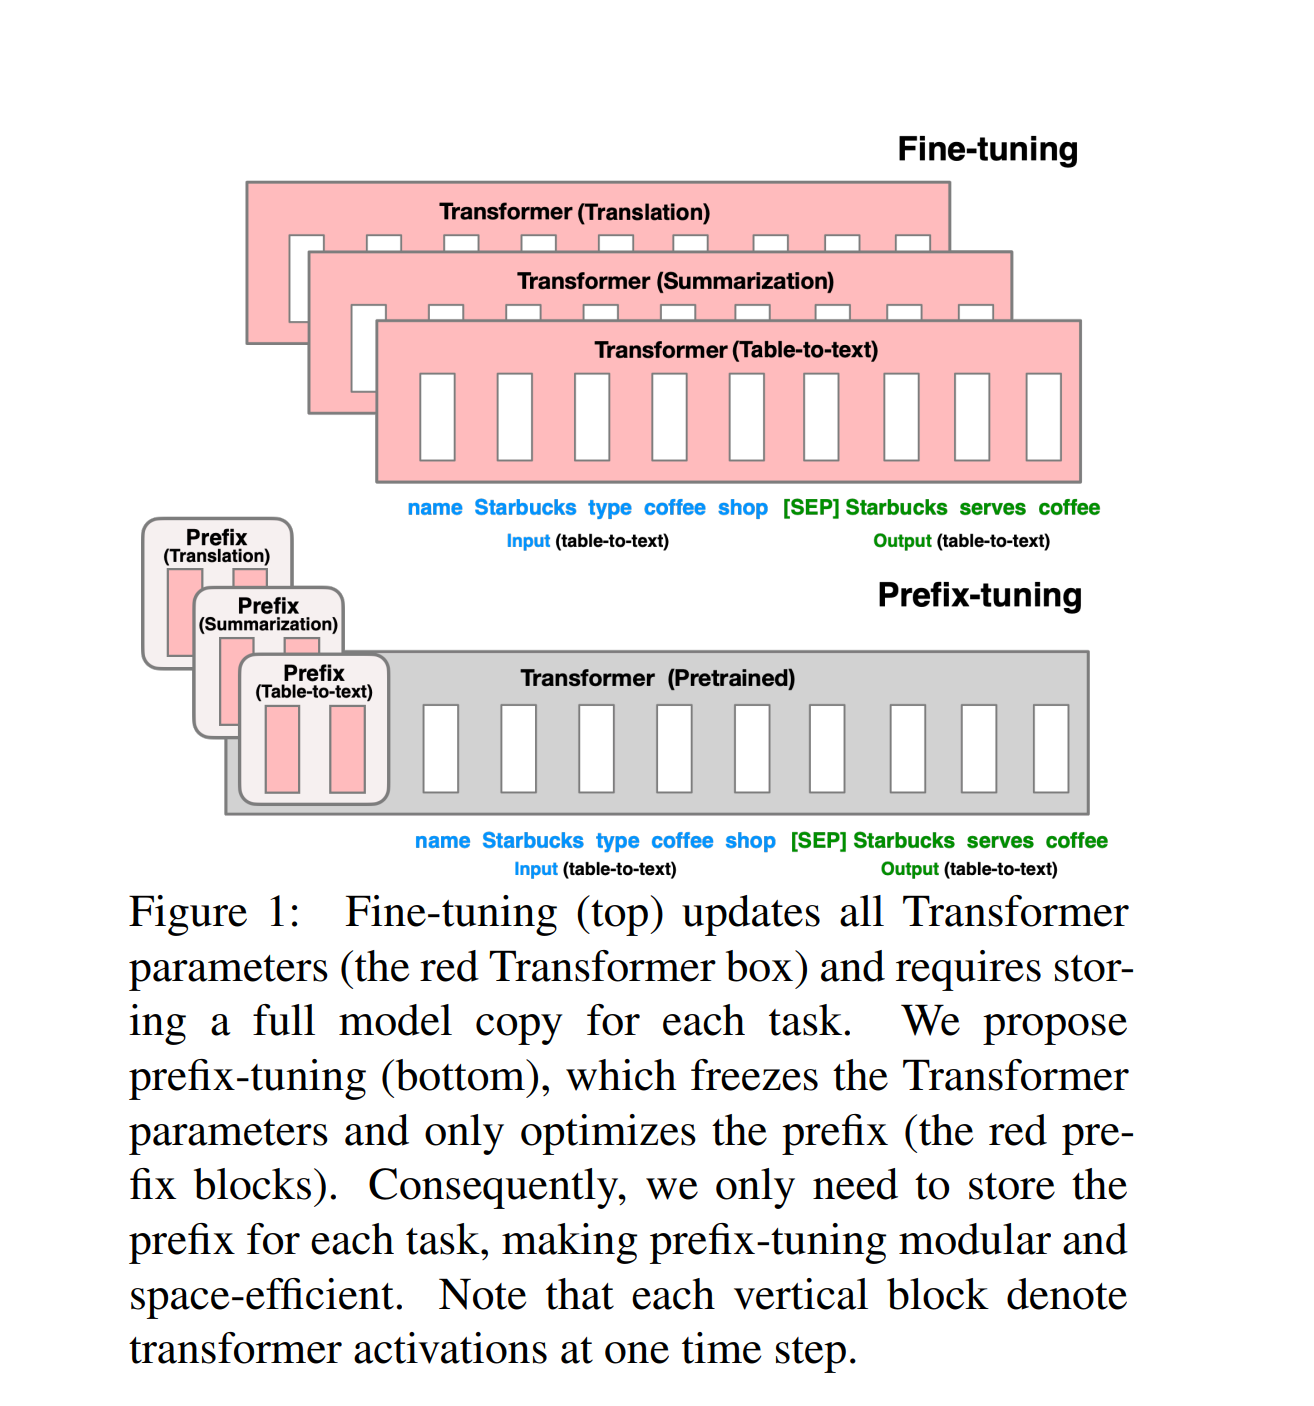 Fine-tuning
Transformer (Translation)
Transformer (Summarization)
Transformer (Table-to-text)
name Starbucks type coffee shop [SEP] Starbucks serves coffee
Input (table-to-text) Output (table-to-text)
Prefix
(Translation)
Prefix-tuning
Prefix
(Summarization)
Prefix
(Table-to-text)
Transformer (Pretrained)
name Starbucks type coffee shop [SEP] Starbucks serves coffee
Input (table-to-text) Output (table-to-text)
Figure 1: Fine-tuning (top) updates all Transformer
parameters (the red Transformer box) and requires stor-
ing a full model copy for each task. We propose
prefix-tuning (bottom), which freezes the Transformer
parameters and only optimizes the prefix (the red pre-
fix blocks). Consequently, we only need to store the
prefix for each task, making prefix-tuning modular and
space-efficient. Note that each vertical block denote
transformer activations at one time step.